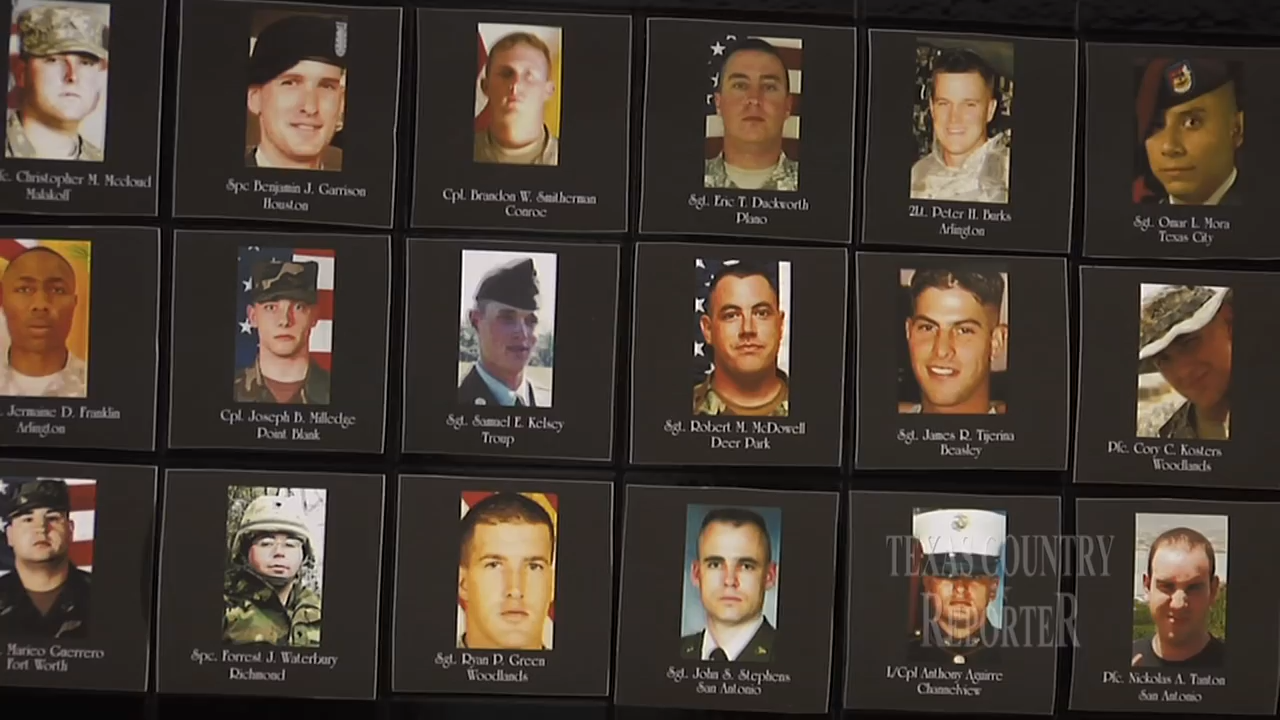 Christopher M. Mccloud
Malakoff
Spc Benjamin J. Garrison
Houston
Cpl. Brandon W. Smitherman
Conroe
Sgt. Eric T. Duckworth
Plano
2Lt. Peter H. Burks
Arlington
Sgt. Omar L. Mora
Texas City
Jermaine D. Franklin
Arlington
Cpl. Joseph B. Milledge
Point Blank
Sgt. Samuel E. Kelsey
Troup
Sgt. Robert M. McDowell
Deer Park
Sgt. James R. Tijerina
Beasley
Pfc. Cory C. Kosters
Woodlands
Marieo Guerrero
Fort Worth
Spc. Forrest J. Waterbury
Richmond
Sgt. Ryan P. Green
Woodlands
Sgt. John S. Stephens
San Antonio
L/Cpl Anthony Aguirre
Channelview
Pfc. Nickolas A. Tanton
San Antonio
TEXAS COUNTRY
REPORTER